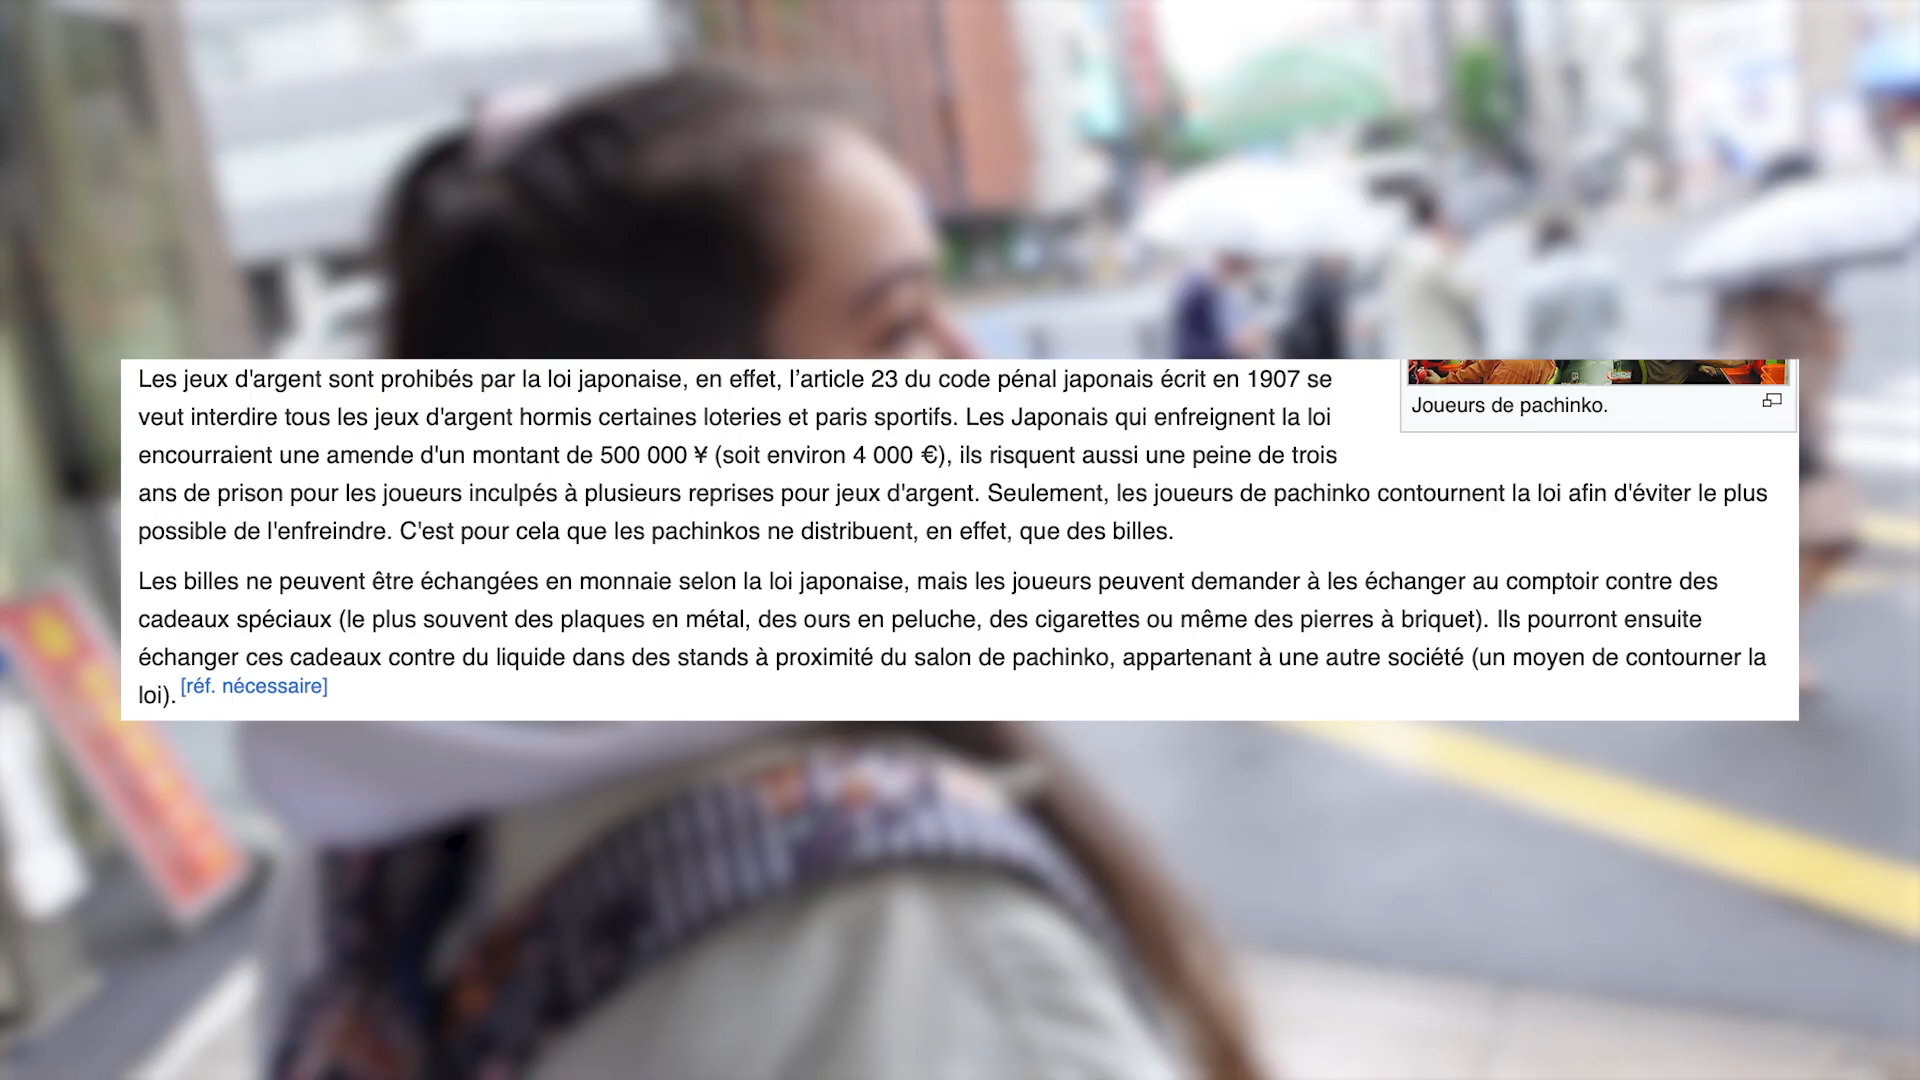 Les jeux d'argent sont prohibés par la loi japonaise, en effet, l’article 23 du code pénal japonais écrit en 1907 se
veut interdire tous les jeux d'argent hormis certaines loteries et paris sportifs. Les Japonais qui enfreignent la loi
encourraient une amende d'un montant de 500 000 ¥ (soit environ 4 000 €), ils risquent aussi une peine de trois
ans de prison pour les joueurs inculpés à plusieurs reprises pour jeux d'argent. Seulement, les joueurs de pachinko contournent la loi afin d'éviter le plus
possible de l'enfreindre. C'est pour cela que les pachinkos ne distribuent, en effet, que des billes.
Joueurs de pachinko.
Les billes ne peuvent être échangées en monnaie selon la loi japonaise, mais les joueurs peuvent demander à les échanger au comptoir contre des
cadeaux spéciaux (le plus souvent des plaques en métal, des ours en peluche, des cigarettes ou même des pierres à briquet). Ils pourront ensuite
échanger ces cadeaux contre du liquide dans des stands à proximité du salon de pachinko, appartenant à une autre société (un moyen de contourner la
loi). [réf. nécessaire]